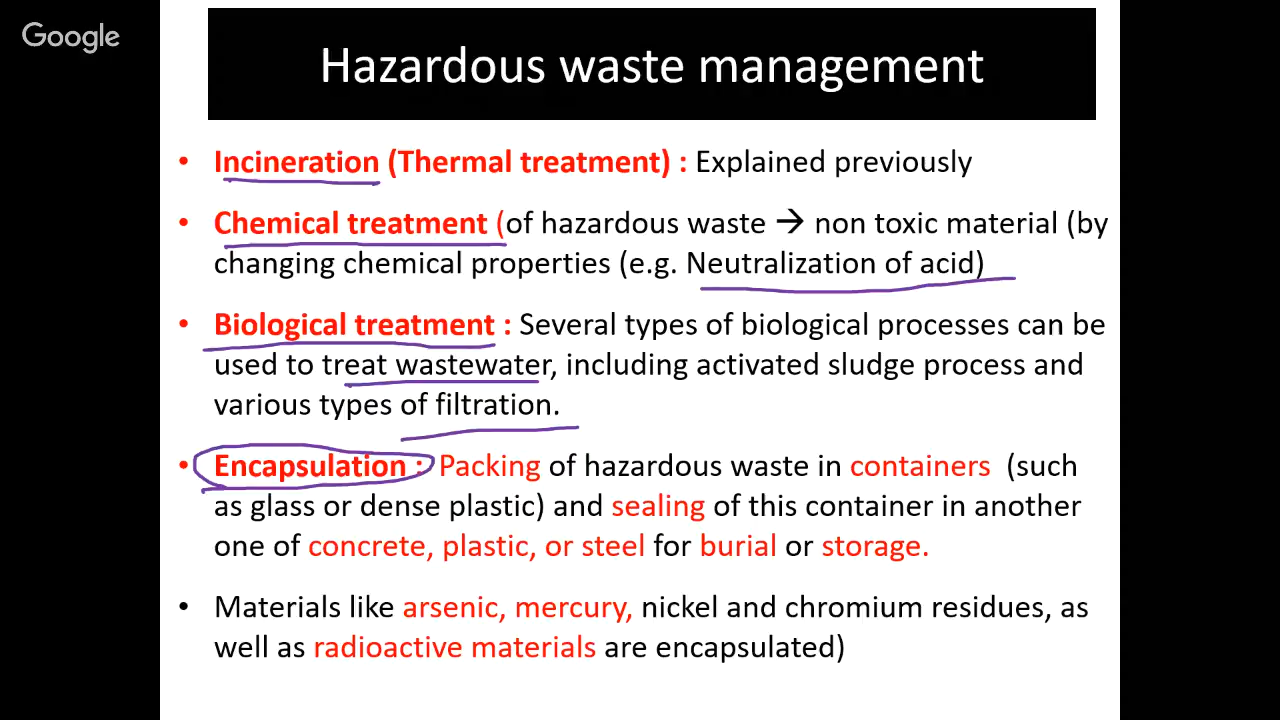 Google
Hazardous waste management
• Incineration (Thermal treatment) : Explained previously
• Chemical treatment (of hazardous waste → non toxic material (by
changing chemical properties (e.g. Neutralization of acid)
• Biological treatment : Several types of biological processes can be
used to treat wastewater, including activated sludge process and
various types of filtration.
• Encapsulation : Packing of hazardous waste in containers (such
as glass or dense plastic) and sealing of this container in another
one of concrete, plastic, or steel for burial or storage.
• Materials like arsenic, mercury, nickel and chromium residues, as
well as radioactive materials are encapsulated)